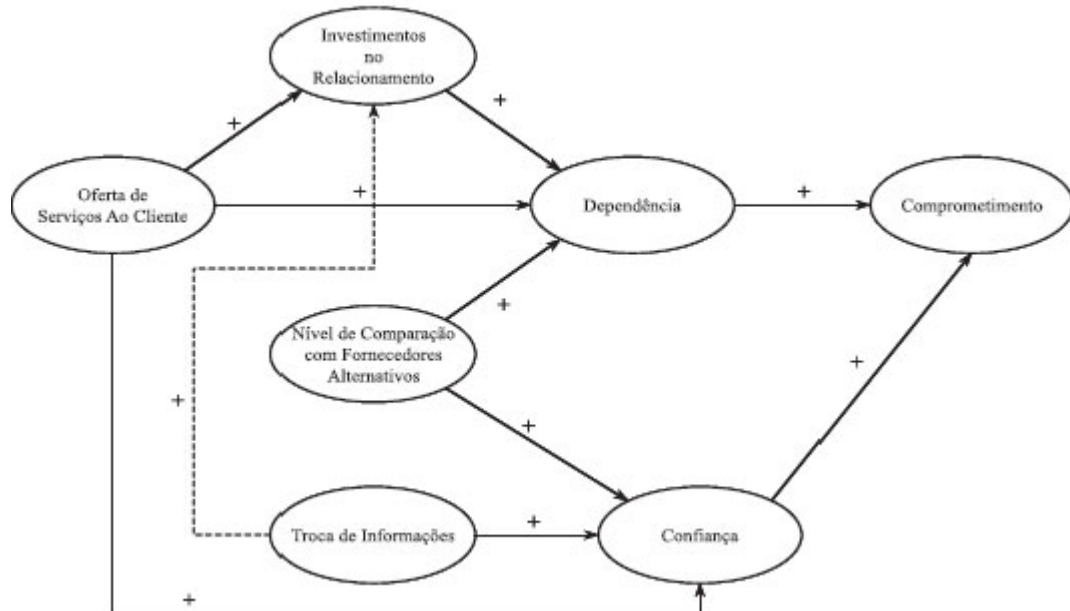 Investimentos
no
Relacionamento
+
+
Oferta de
Serviços Ao Cliente
+
Dependência
+
Comprometimento
+
Nível de Comparação
com Fornecedores
Alternativos
+
+
+
Troca de Informações
+
Confiança
+